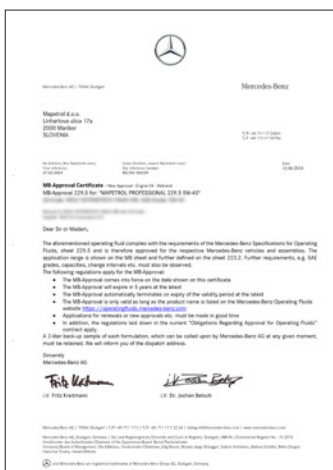 Mercedes-Benz AG | 70546 Stuttgart
Mercedes-Benz
Mapetrol d.o.o.
Linhartova ulica 17a
2000 Maribor
SLOVENIA
MB-Approval Certificate - New Approval - Engine Oil - Rebrand
MB-Approval 229.5 for: "MAPETROL PROFESSIONAL 229.5 5W-40"
Dear Sir or Madam,
The aforementioned operating fluid complies with the requirements of the Mercedes-Benz Specifications for Operating
Fluids, sheet 229.5 and is therefore approved for the respective Mercedes-Benz vehicles and assemblies. The
application range is shown on the MB sheet and further defined on the sheet 223.2. Further requirements, e.g. SAE
grades, capacities, change intervals etc. must also be observed.
The following regulations apply for the MB-Approval:
• The MB-Approval comes into force on the date shown on this certificate
• The MB-Approval will expire in 5 years at the latest
• The MB-Approval automatically terminates on expiry of the validity period at the latest
• The MB-Approval is only valid as long as the product name is listed on the Mercedes-Benz Operating Fluids
website https://operatingfluids.mercedes-benz.com
• Applications for renewals or new approvals etc. must be made in good time
• In addition, the regulations laid down in the current "Obligations Regarding Approval for Operating Fluids"
contract apply.
A 2-liter back-up sample of each formulation, which can be called upon by Mercedes-Benz AG at any given moment,
must be retained. We will inform you of the dispatch address.
Sincerely
Mercedes-Benz AG
i.V. Fritz Kreitmann
i.V. Dr. Jochen Betsch